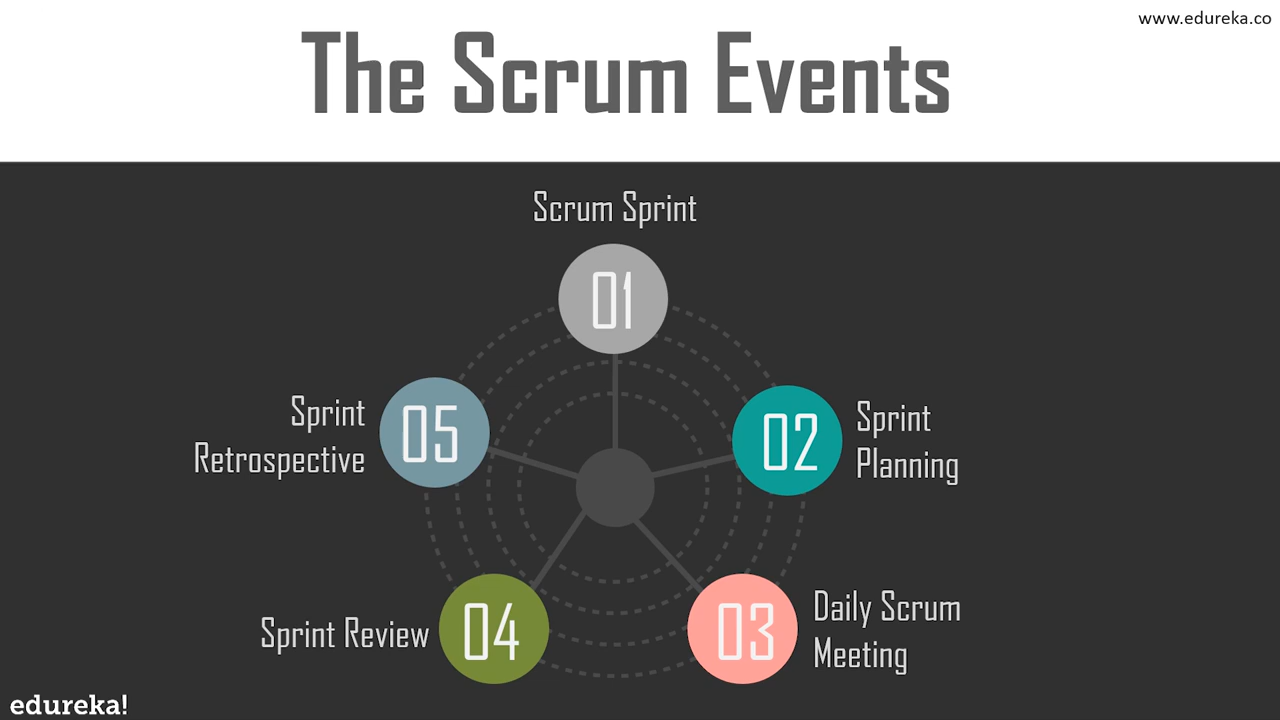 www.edureka.co
The Scrum Events
Scrum Sprint
01
02
Sprint
Planning
03
Daily Scrum
Meeting
04
Sprint Review
05
Sprint
Retrospective
edureka!